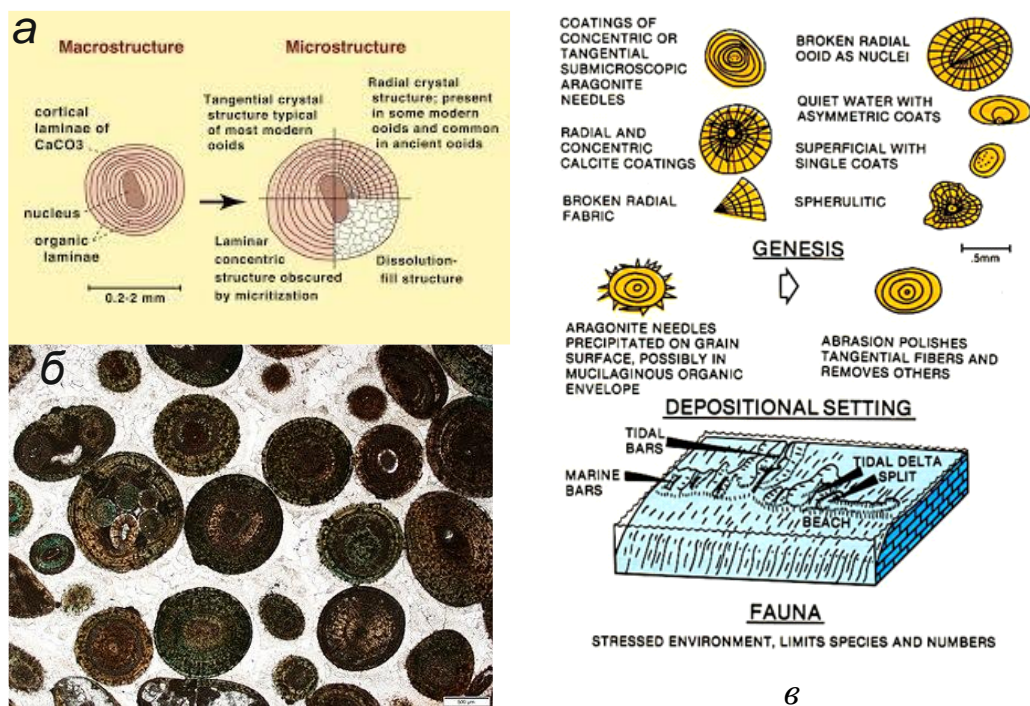 а
Macrostructure
Microstructure
cortical
laminae of
CaCO3
nucleus
organic
laminae
0.2-2 mm
Tangential crystal
structure typical
of most modern
ooids
Radial crystal
structure; present
in some modern
ooids and common
in ancient ooids
Laminar
concentric
structure obscured
by micritization
Dissolution-
fill structure
б
500 µm
COATINGS OF
CONCENTRIC OR
TANGENTIAL
SUBMICROSCOPIC
ARAGONITE
NEEDLES
RADIAL AND
CONCENTRIC
CALCITE COATINGS
BROKEN RADIAL
FABRIC
BROKEN RADIAL
OOID AS NUCLEI
QUIET WATER WITH
ASYMMETRIC COATS
SUPERFICIAL WITH
SINGLE COATS
SPHERULITIC
.5mm
GENESIS
ARAGONITE NEEDLES
PRECIPITATED ON GRAIN
SURFACE, POSSIBLY IN
MUCILAGINOUS ORGANIC
ENVELOPE
ABRASION POLISHES
TANGENTIAL FIBERS AND
REMOVES OTHERS
DEPOSITIONAL SETTING
TIDAL
BARS
MARINE
BARS
TIDAL DELTA
SPLIT
BEACH
FAUNA
STRESSED ENVIRONMENT, LIMITS SPECIES AND NUMBERS
в